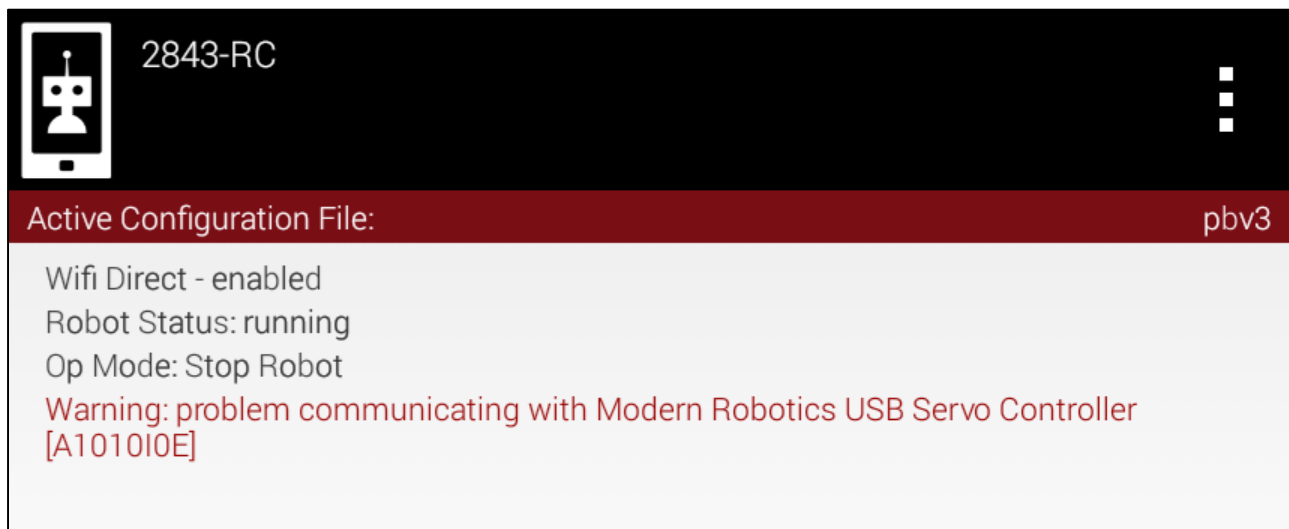 2843-RC
Active Configuration File: pbv3
Wifi Direct - enabled
Robot Status: running
Op Mode: Stop Robot
Warning: problem communicating with Modern Robotics USB Servo Controller
[A1010I0E]